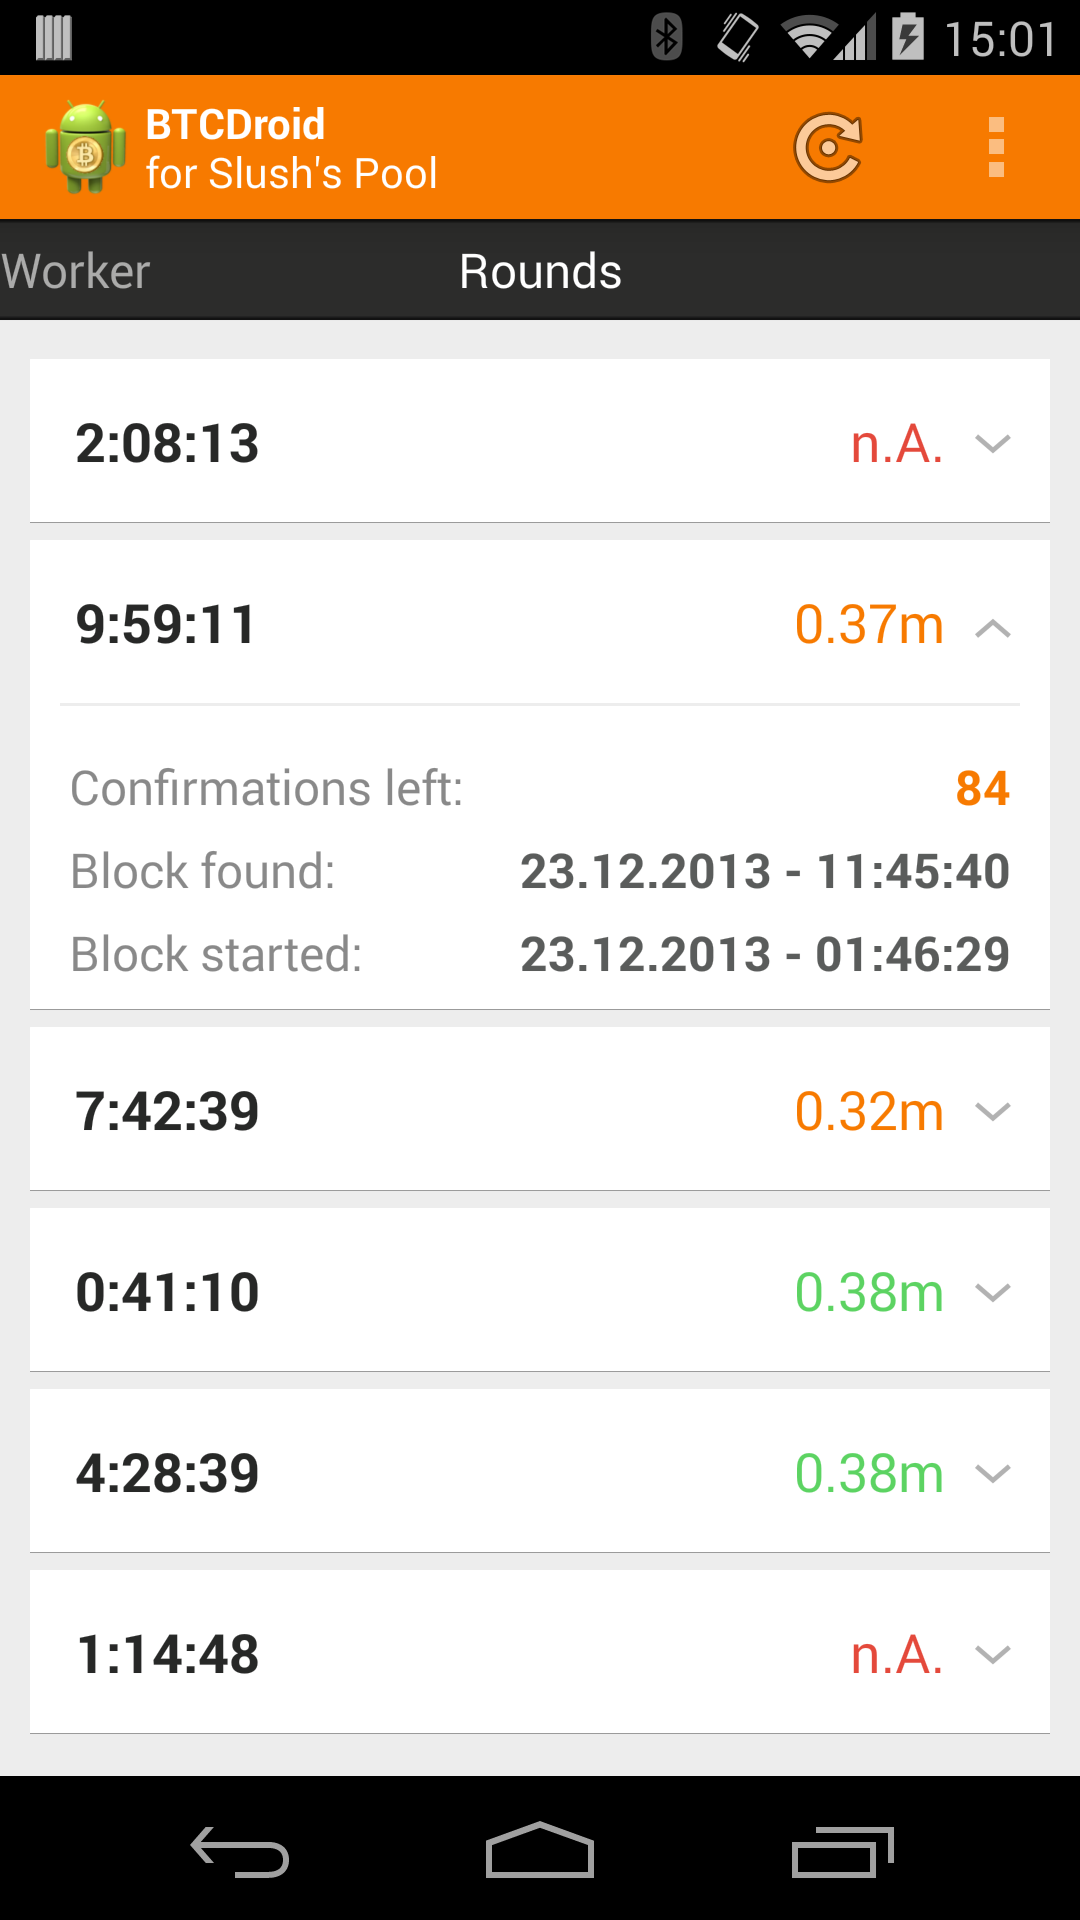 15:01
BTCDroid
for Slush's Pool
Worker Rounds
2:08:13 n.A.
9:59:11 0.37m
Confirmations left: 84
Block found: 23.12.2013 - 11:45:40
Block started: 23.12.2013 - 01:46:29
7:42:39 0.32m
0:41:10 0.38m
4:28:39 0.38m
1:14:48 n.A.